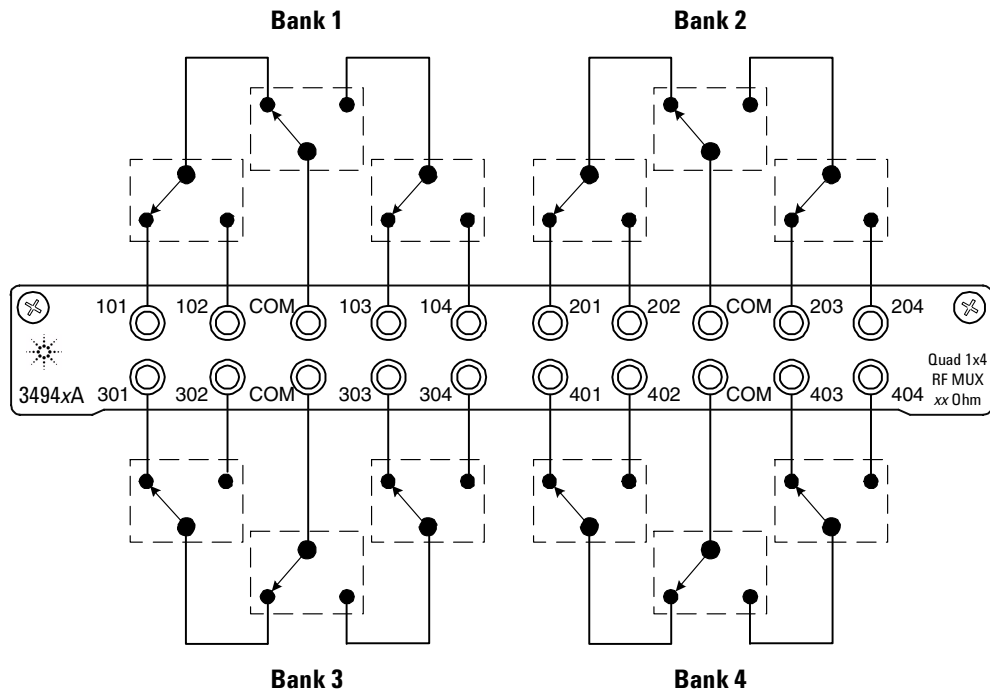 Bank 1
Bank 2
101 102 COM 103 104 201 202 COM 203 204
301 302 COM 303 304 401 402 COM 403 404
3494xA
Quad 1x4
RF MUX
xx Ohm
Bank 3
Bank 4